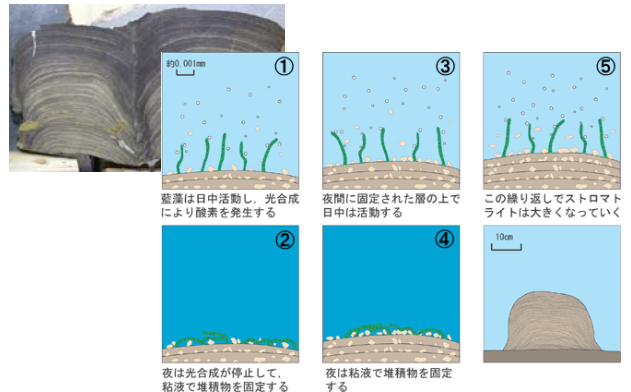 ①
約0.001mm
藍藻は日中活動し，光合成
により酸素を発生する
②
夜は光合成が停止して，
粘液で堆積物を固定する
③
夜間に固定された層の上で
日中は活動する
④
夜は粘液で堆積物を固定
する
⑤
この繰り返しでストロマト
ライトは大きくなっていく
10cm